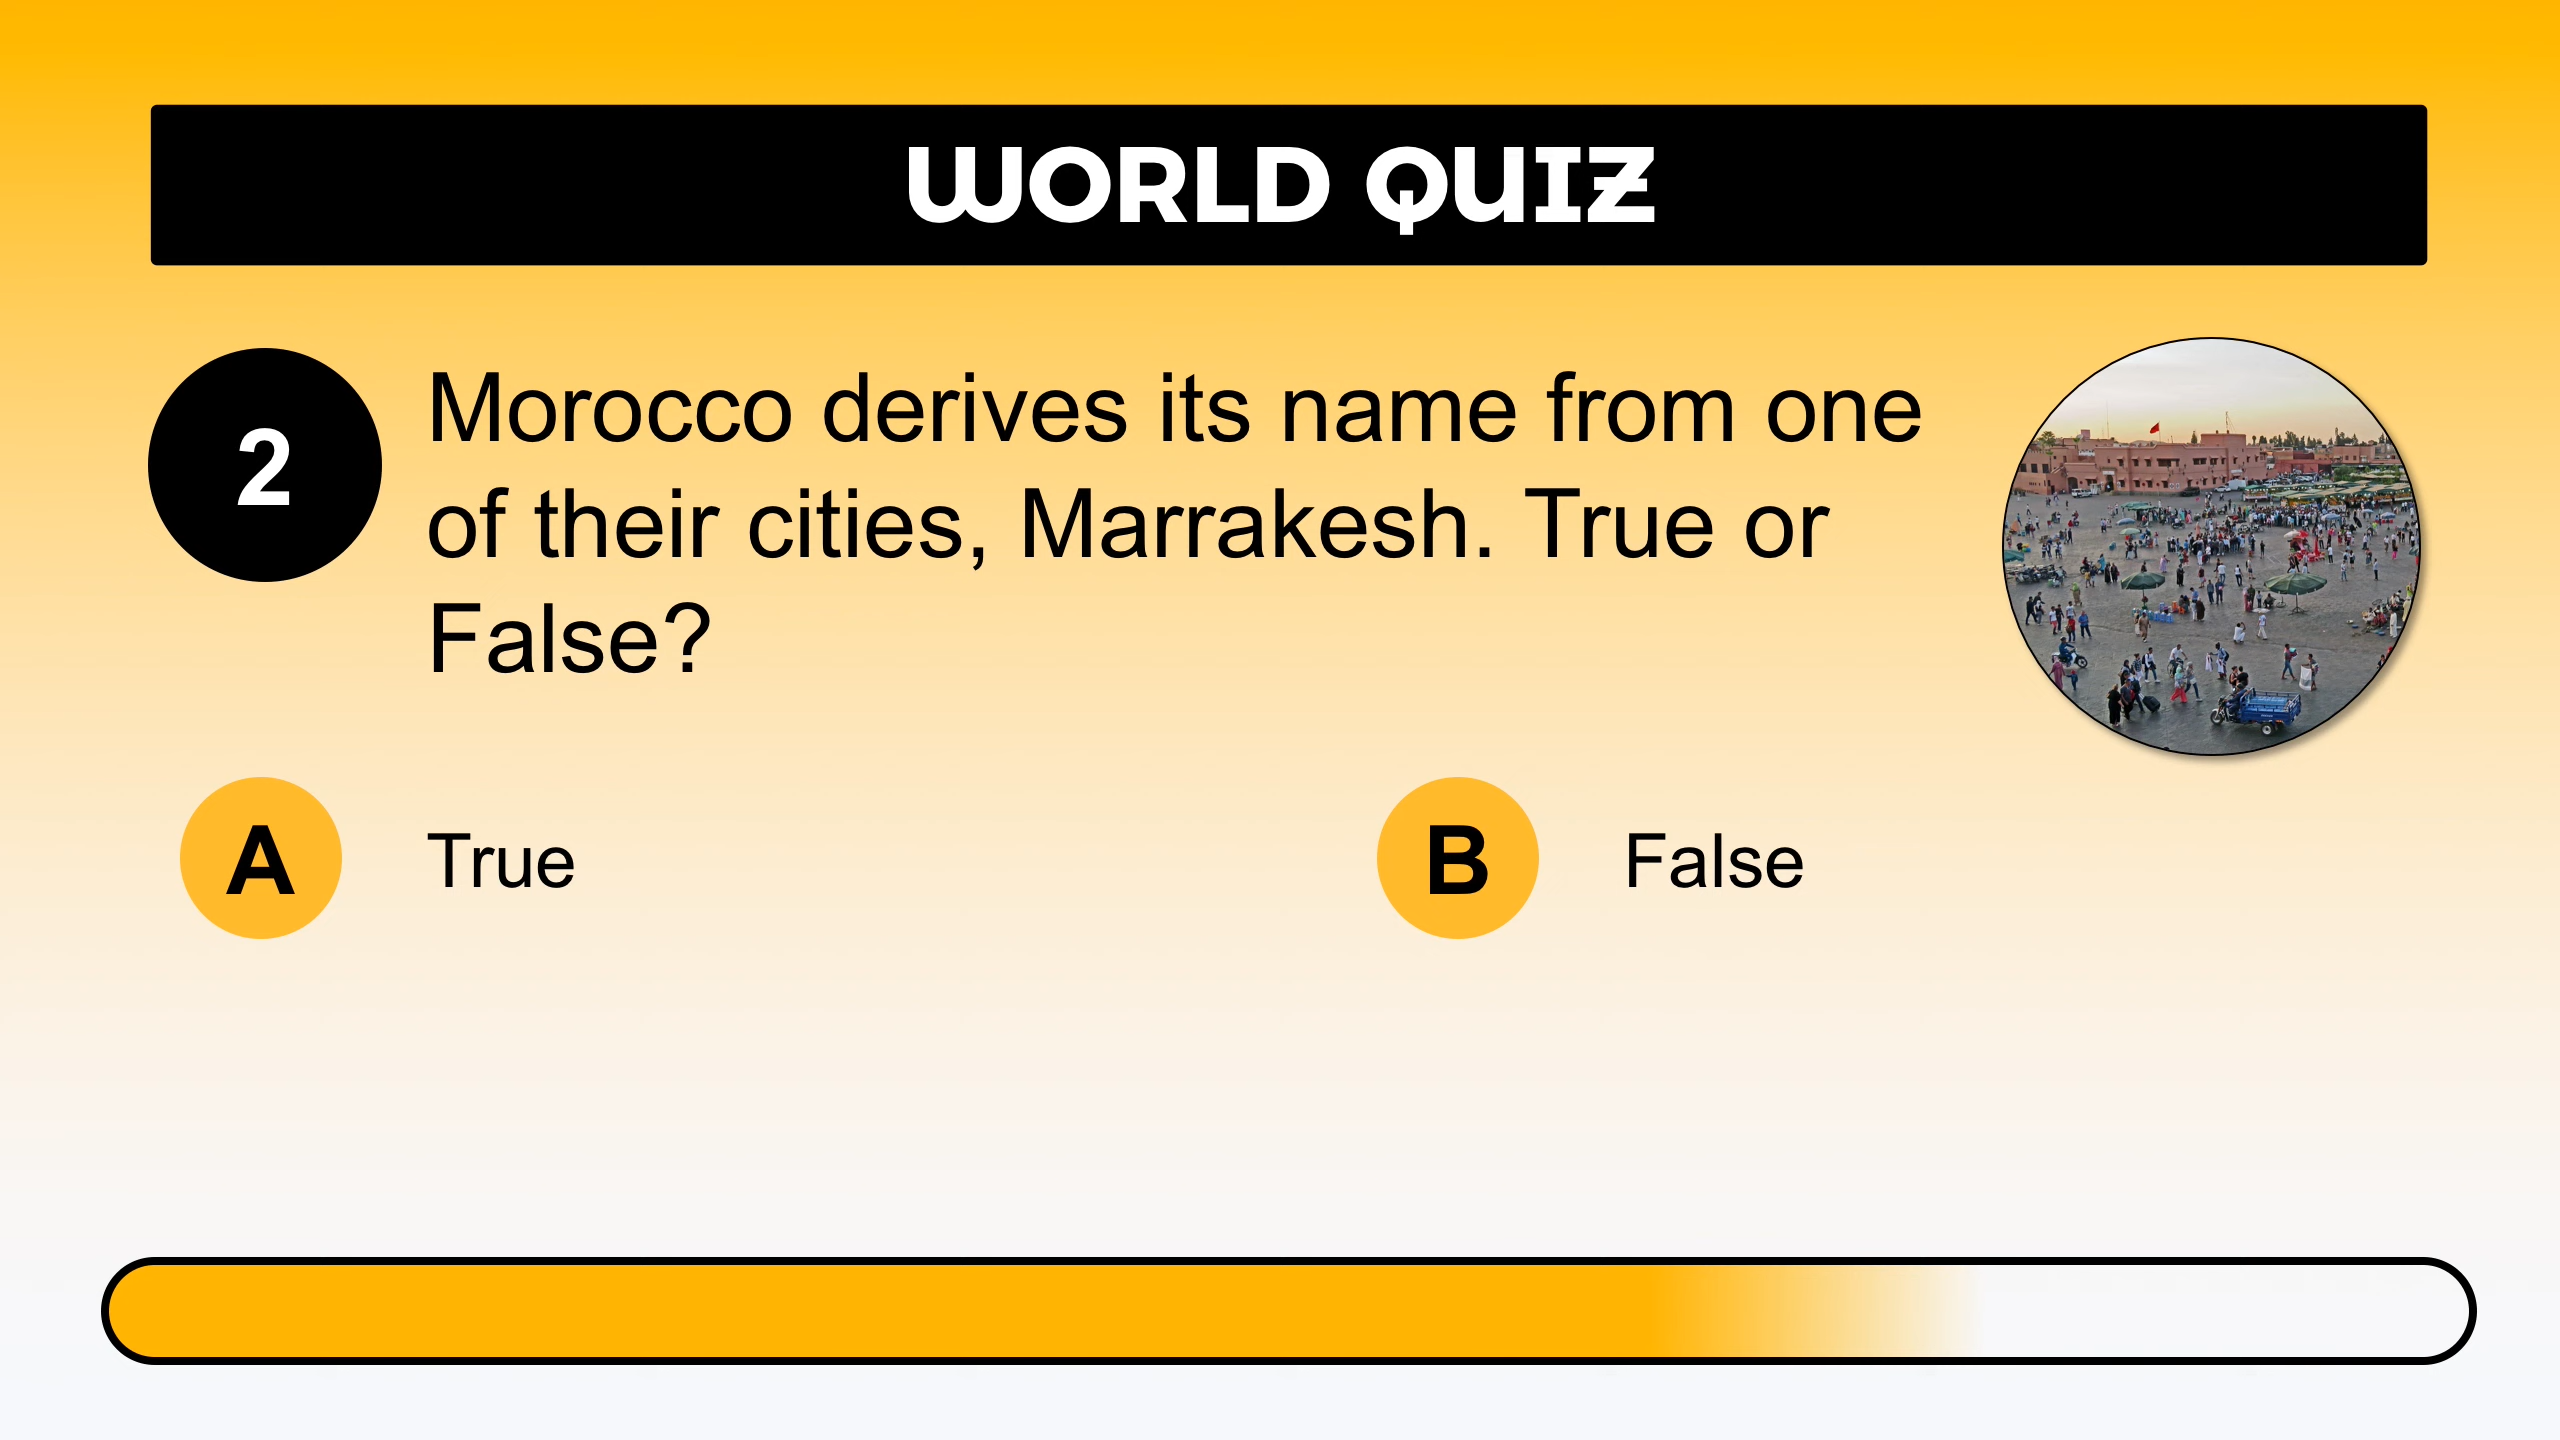 WORLD QUIZ
2
Morocco derives its name from one
of their cities, Marrakesh. True or
False?
A
True
B
False